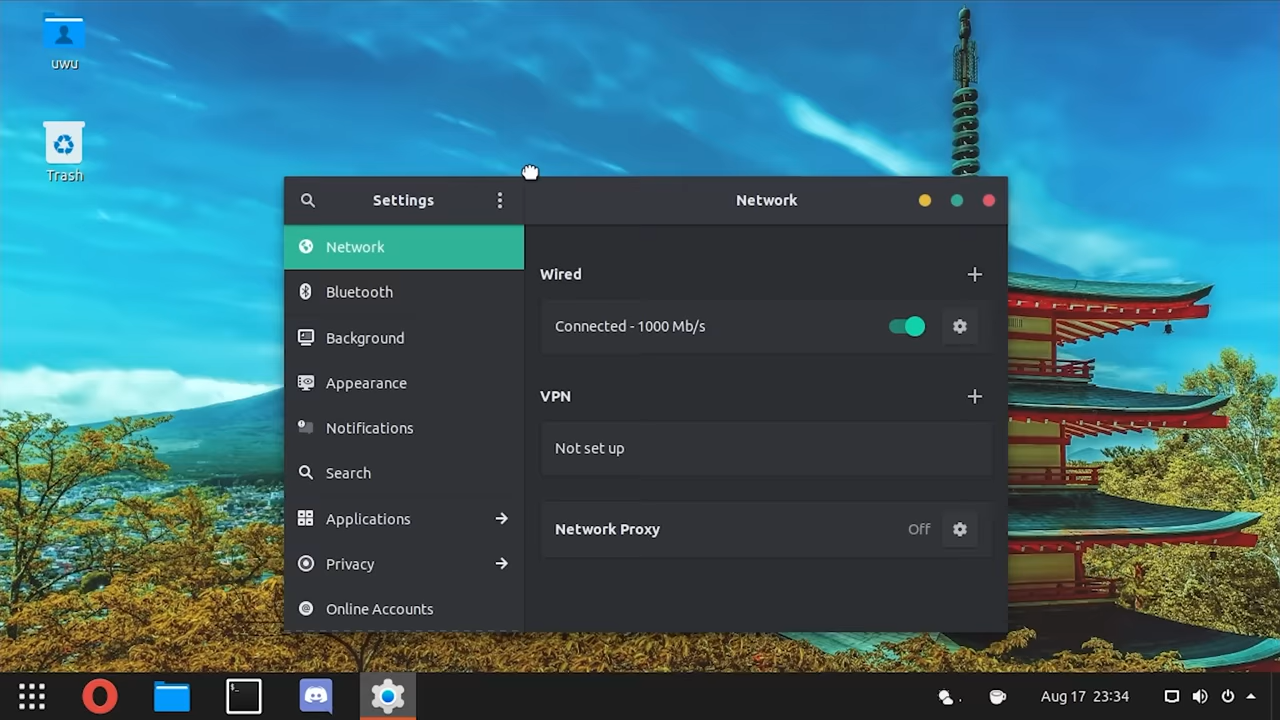 uwu
Trash
Settings
Network
Network
Bluetooth
Background
Appearance
Notifications
Search
Applications
Privacy
Online Accounts
Wired
Connected - 1000 Mb/s
VPN
Not set up
Network Proxy
Off
Aug 17 23:34